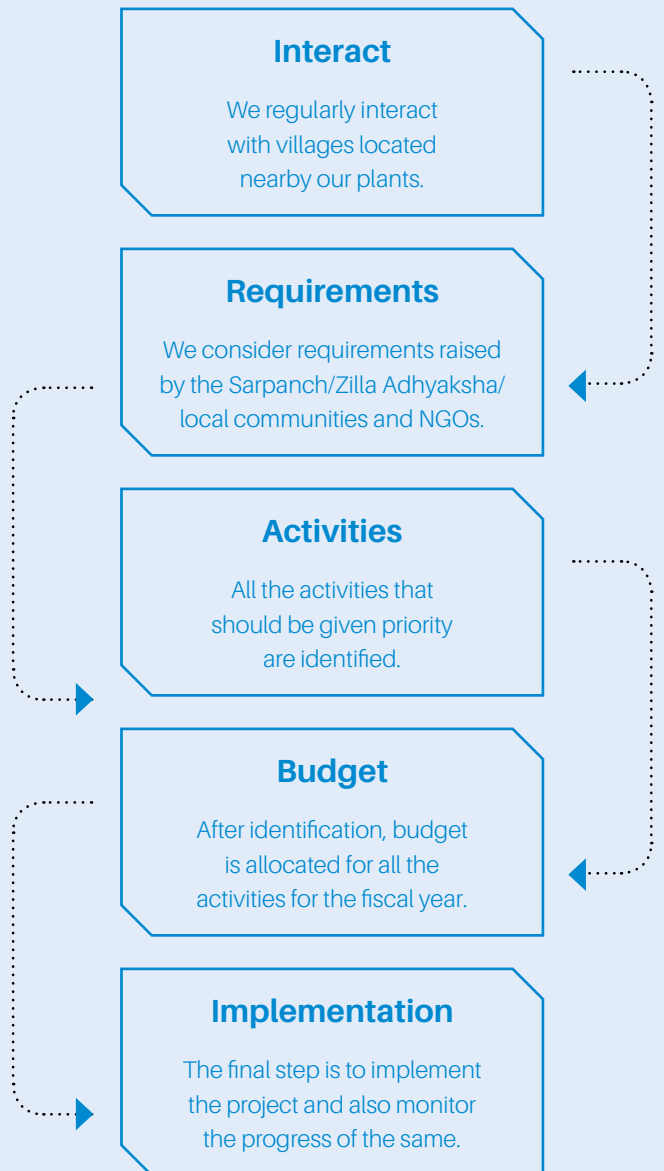 Interact
We regularly interact
with villages located
nearby our plants.
Requirements
We consider requirements raised
by the Sarpanch/Zilla Adhyaksha/
local communities and NGOs.
Activities
All the activities that
should be given priority
are identified.
Budget
After identification, budget
is allocated for all the
activities for the fiscal year.
Implementation
The final step is to implement
the project and also monitor
the progress of the same.